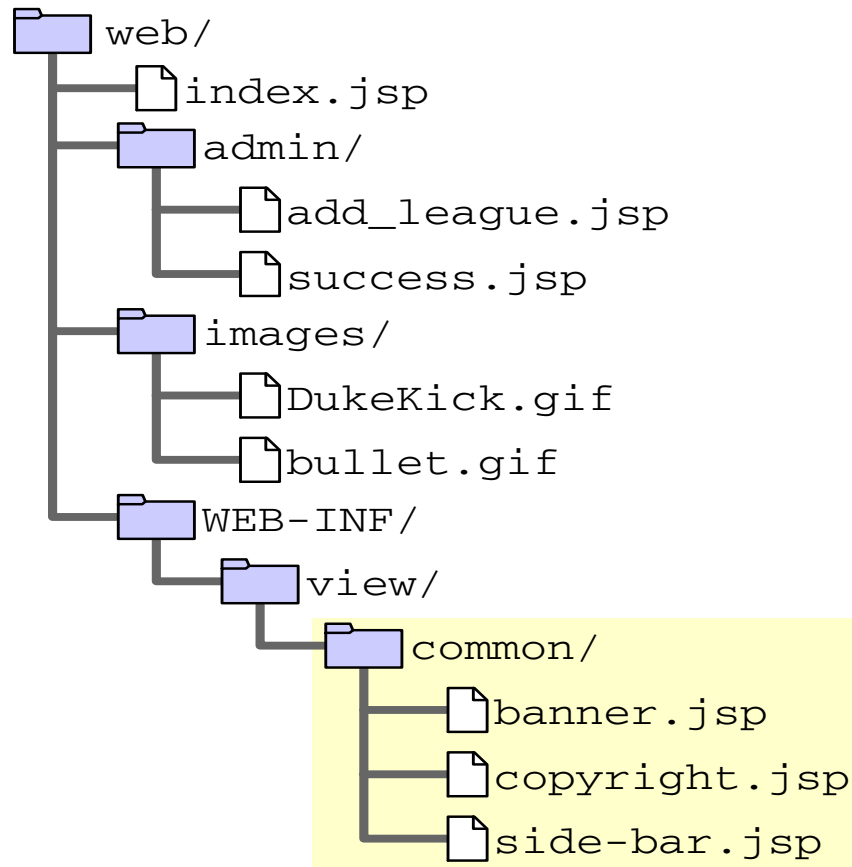 web/
index.jsp
admin/
add_league.jsp
success.jsp
images/
DukeKick.gif
bullet.gif
WEB-INF/
view/
common/
banner.jsp
copyright.jsp
side-bar.jsp